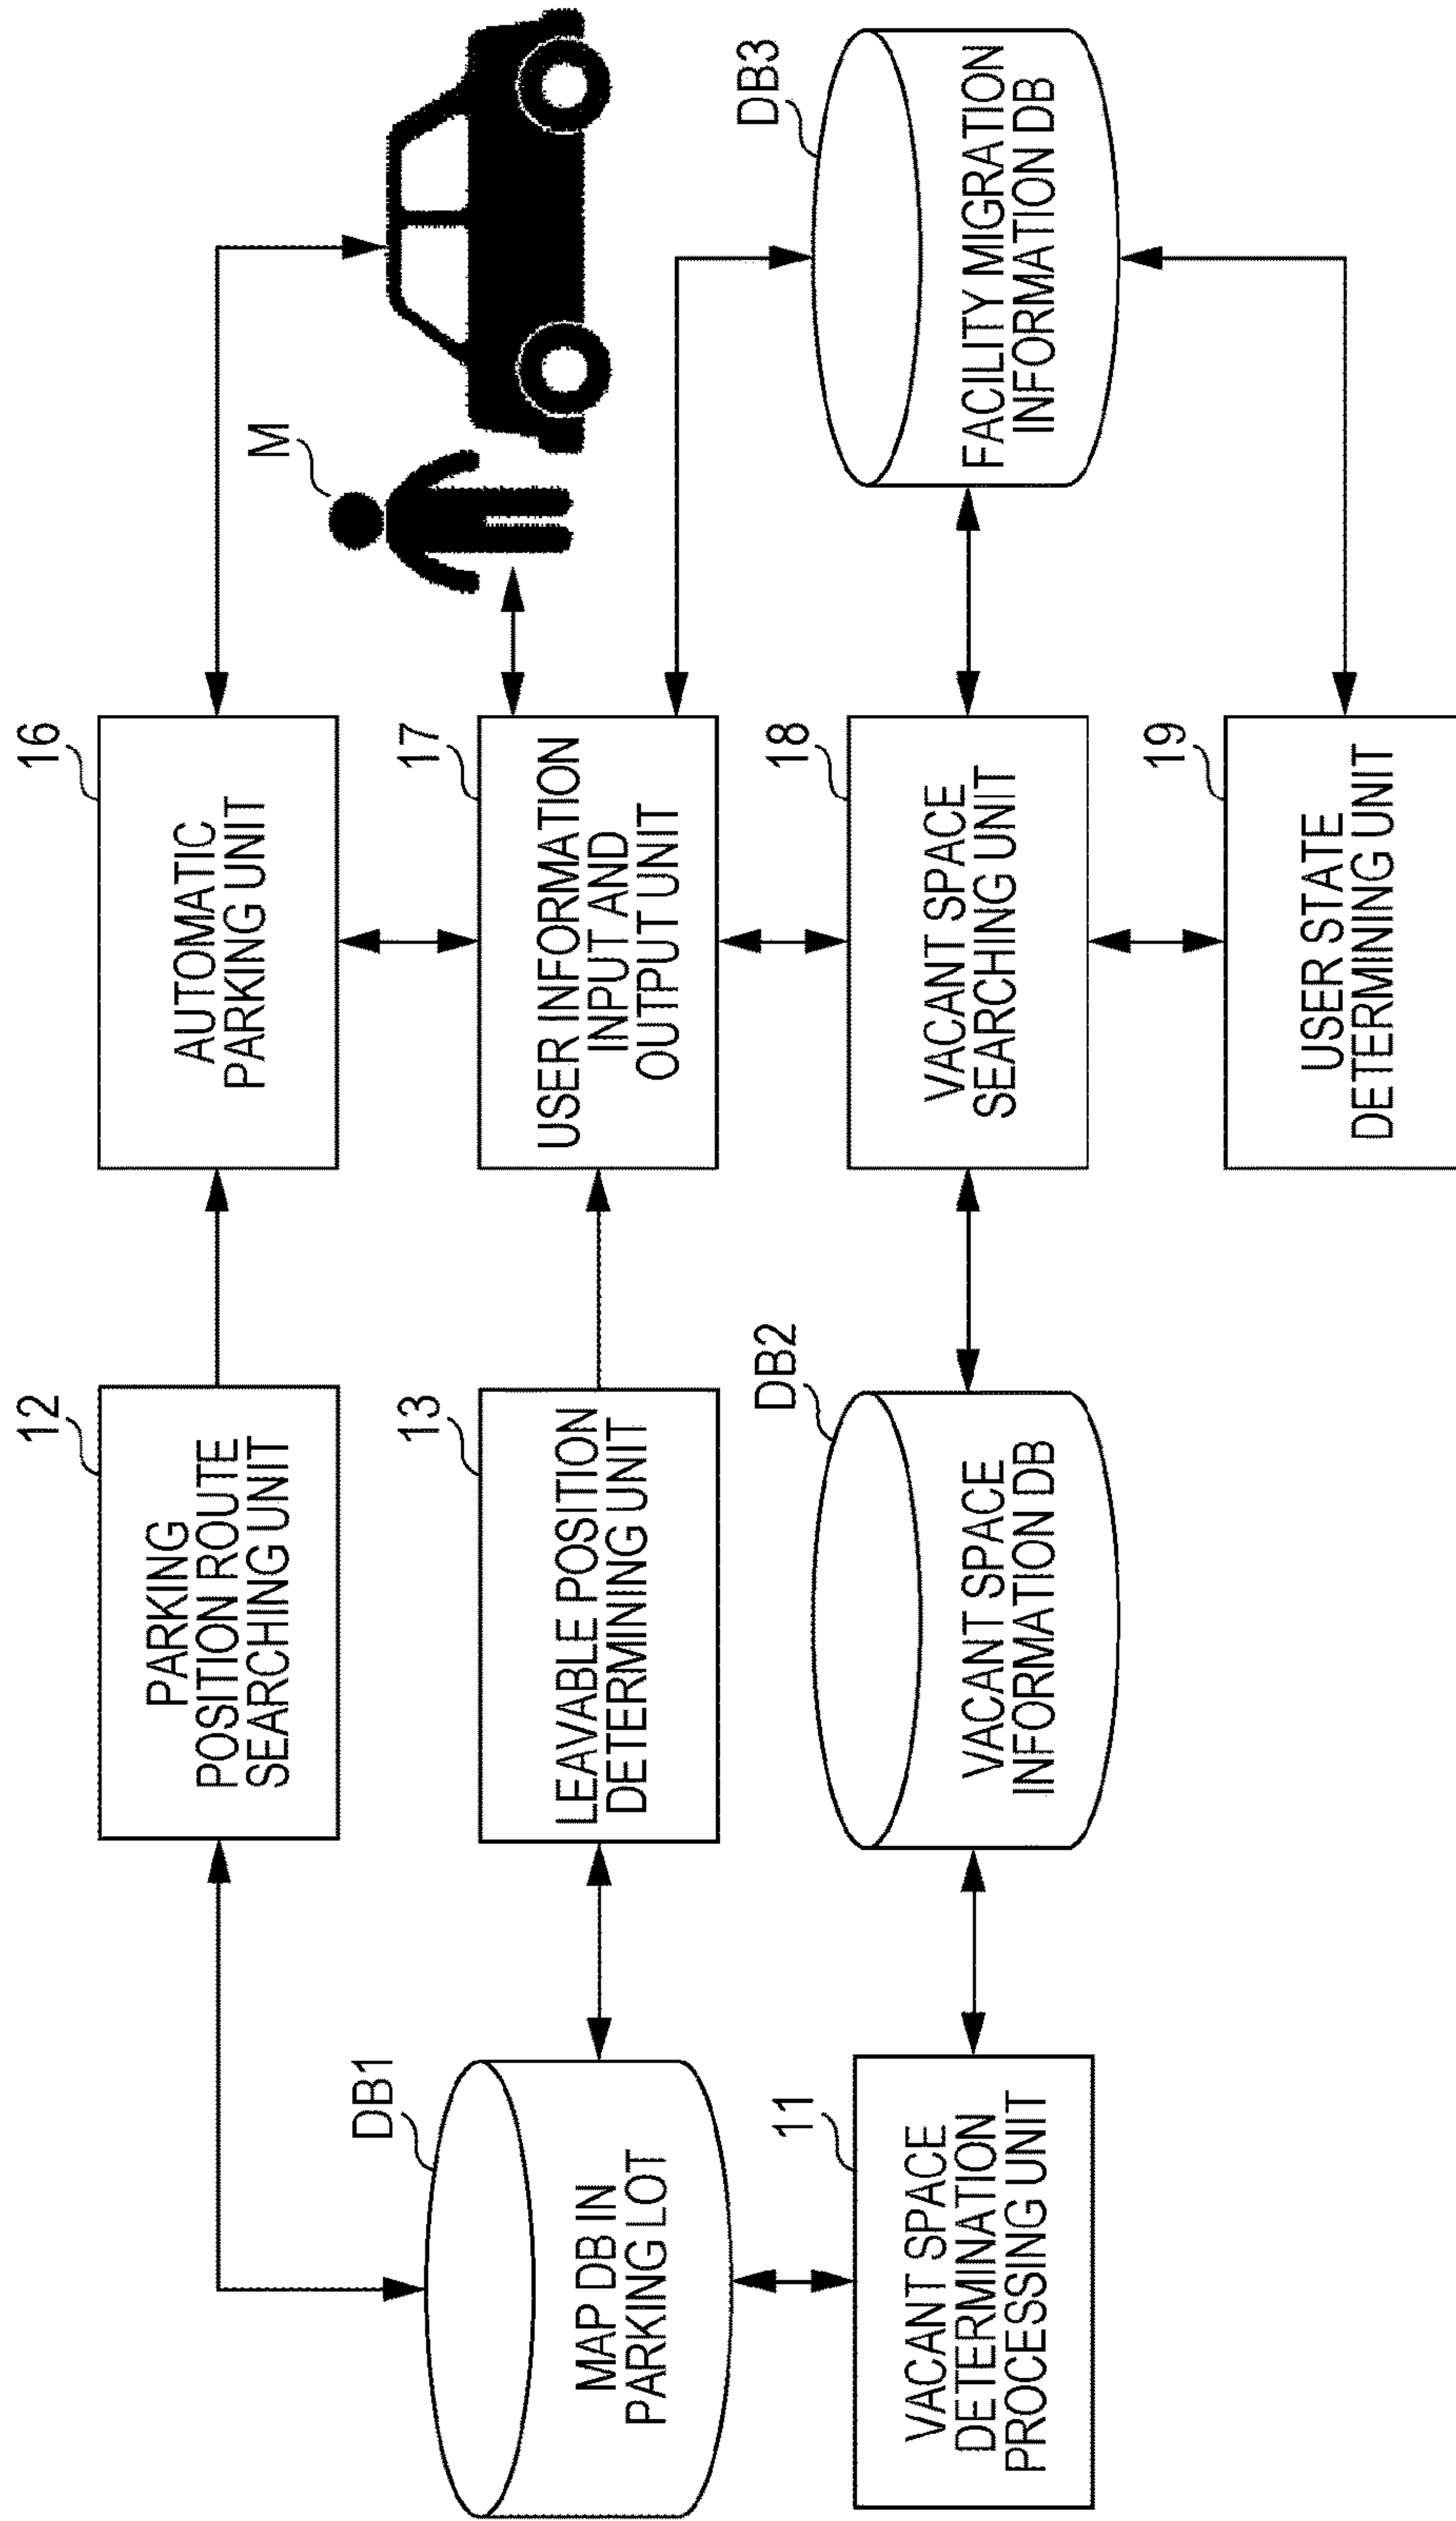 12
PARKING
POSITION ROUTE
SEARCHING UNIT
16
AUTOMATIC
PARKING UNIT
M
DB1
MAP DB IN
PARKING LOT
13
LEAVABLE POSITION
DETERMINING UNIT
17
USER INFORMATION
INPUT AND
OUTPUT UNIT
11
VACANT SPACE
DETERMINATION
PROCESSING UNIT
DB2
VACANT SPACE
INFORMATION DB
18
VACANT SPACE
SEARCHING UNIT
DB3
FACILITY MIGRATION
INFORMATION DB
19
USER STATE
DETERMINING UNIT